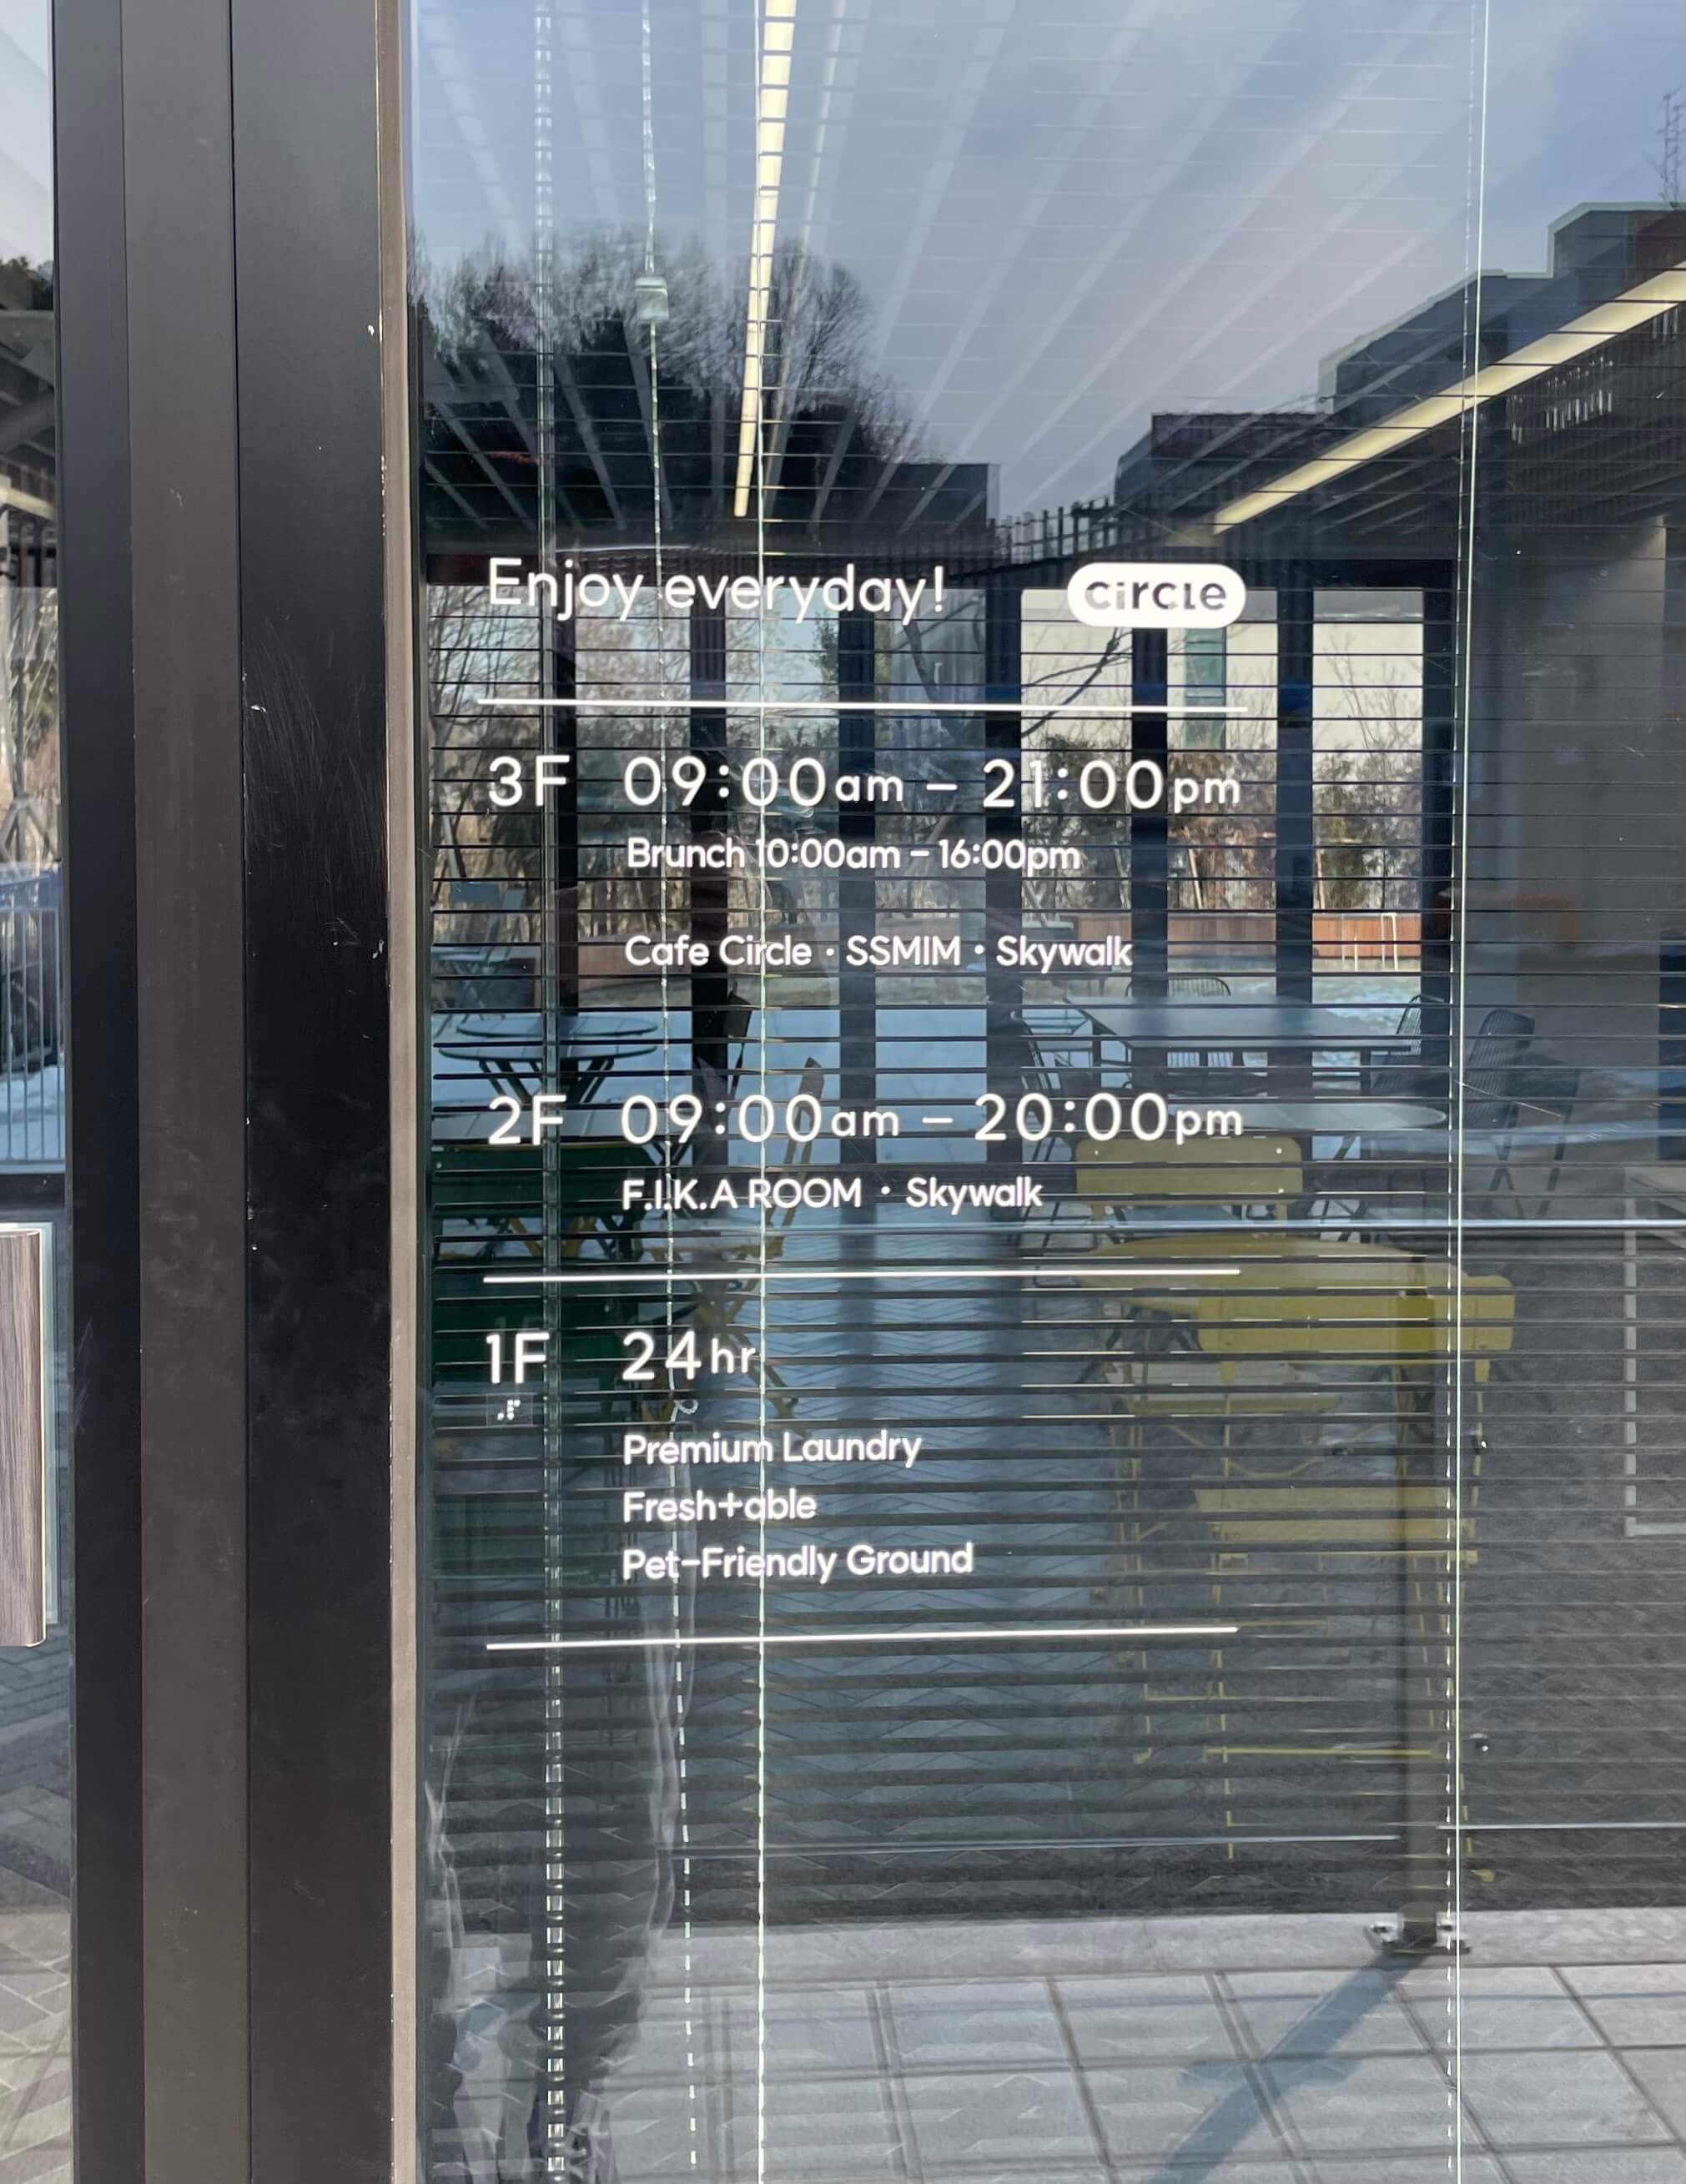 Enjoy everyday! circle
3F 09:00am – 21:00pm
Brunch 10:00am – 16:00pm
Cafe Circle · SSMIM · Skywalk
2F 09:00am – 20:00pm
F.I.K.A ROOM · Skywalk
1F 24hr
Premium Laundry
Fresh+able
Pet-Friendly Ground